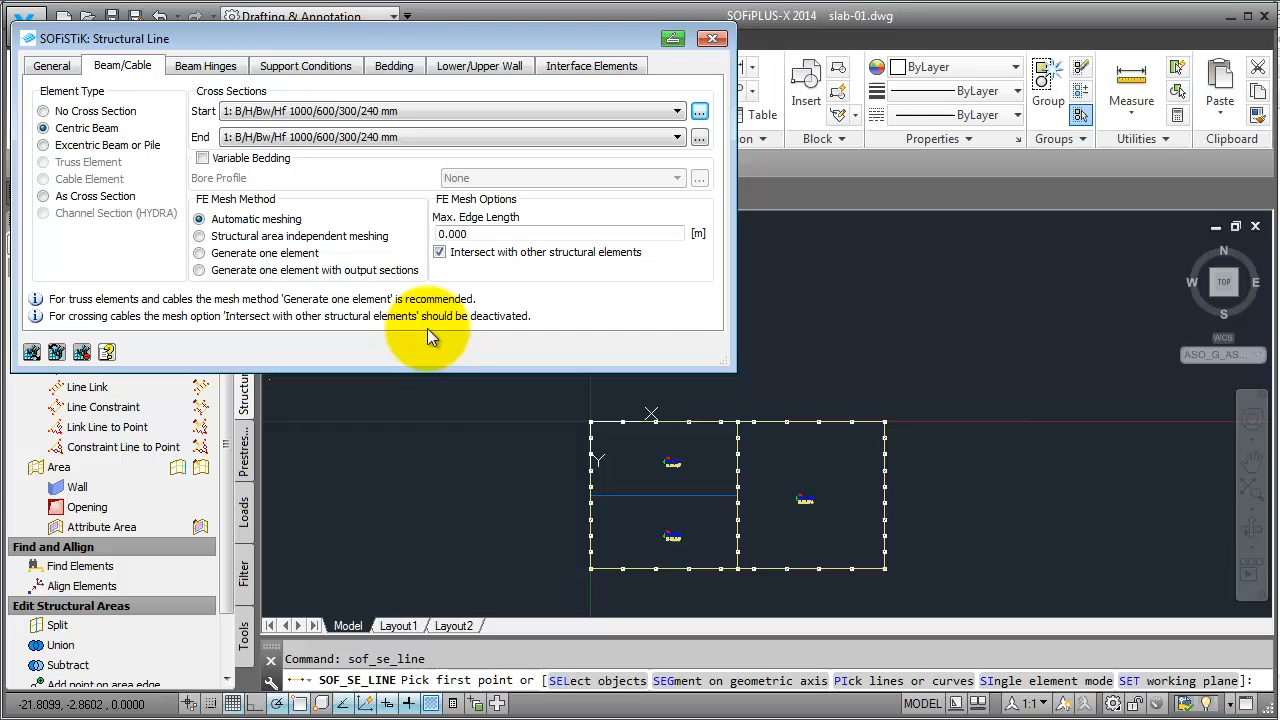 Drafting & Annotation
SOFiPLUS-X 2014 slab-01.dwg
SOFiSTiK: Structural Line
General
Beam/Cable
Beam Hinges
Support Conditions
Bedding
Lower/Upper Wall
Interface Elements
Element Type
No Cross Section
Centric Beam
Excentric Beam or Pile
Truss Element
Cable Element
As Cross Section
Channel Section (HYDRA)
Cross Sections
Start 1: B/H/Bw/Hf 1000/600/300/240 mm ...
End 1: B/H/Bw/Hf 1000/600/300/240 mm ...
Variable Bedding
Bore Profile None ...
FE Mesh Method
Automatic meshing
Structural area independent meshing
Generate one element
Generate one element with output sections
FE Mesh Options
Max. Edge Length
0.000 [m]
Intersect with other structural elements
For truss elements and cables the mesh method 'Generate one element' is recommended.
For crossing cables the mesh option 'Intersect with other structural elements' should be deactivated.
Table
Insert
Block
ByLayer
ByLayer
ByLayer
Properties
Group
Groups
Measure
Utilities
Paste
Clipboard
N
W TOP E
S
WCS
ASO_G_AS...
X
Y
Line Link
Line Constraint
Link Line to Point
Constraint Line to Point
Area
Wall
Opening
Attribute Area
Find and Allign
Find Elements
Align Elements
Edit Structural Areas
Split
Union
Subtract
Add point on area edge
Prestres...
Loads
Filter
Tools
Model
Layout1
Layout2
Command: sof_se_line
SOF_SE_LINE Pick first point or [SELect objects SEGment on geometric axis PIck lines or curves SIngle element mode SET working plane]:
-21.8099, -2.8602, 0.0000
MODEL
1:1